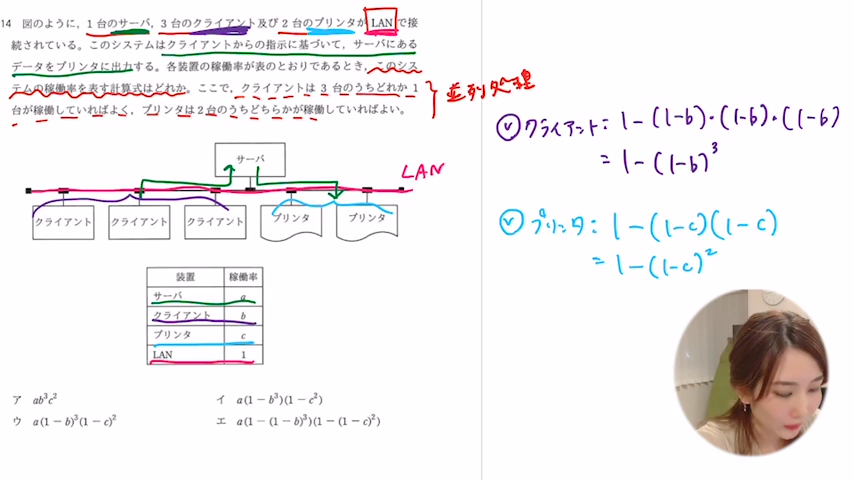 14 図のように，1台のサーバ，3台のクライアント及び2台のプリンタが LAN で接
続されている。このシステムはクライアントからの指示に基づいて，サーバにある
データをプリンタに出力する。各装置の稼働率が表のとおりであるとき，このシス
テムの稼働率を表す計算式はどれか。ここで，クライアントは3台のうちどれか1
台が稼働していればよく，プリンタは2台のうちどちらかが稼働していればよい。
並列処理
サーバ
LAN
クライアント クライアント クライアント プリンタ プリンタ
装置 稼働率
サーバ a
クライアント b
プリンタ c
LAN 1
ア ab³c²
イ a(1－b³)(1－c²)
ウ a(1－b)³(1－c)²
エ a(1－(1－b)³)(1－(1－c)²)
クライアント: 1－(1－b)・(1－b)・(1－b)
= 1－(1－b)³
プリンタ: 1－(1－c)(1－c)
= 1－(1－c)²